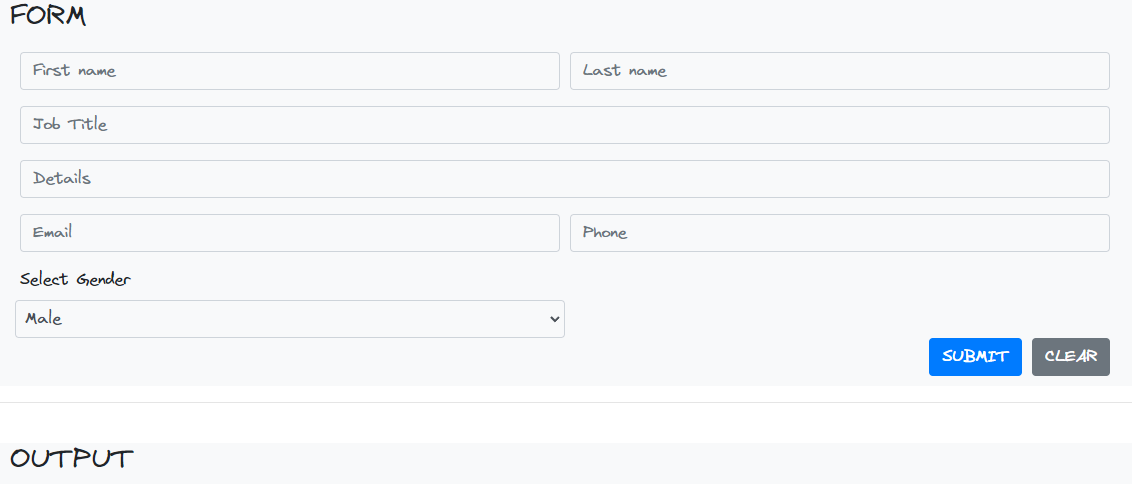 FORM
First name Last name
Job Title
Details
Email Phone
Select Gender
Male
SUBMIT CLEAR
OUTPUT